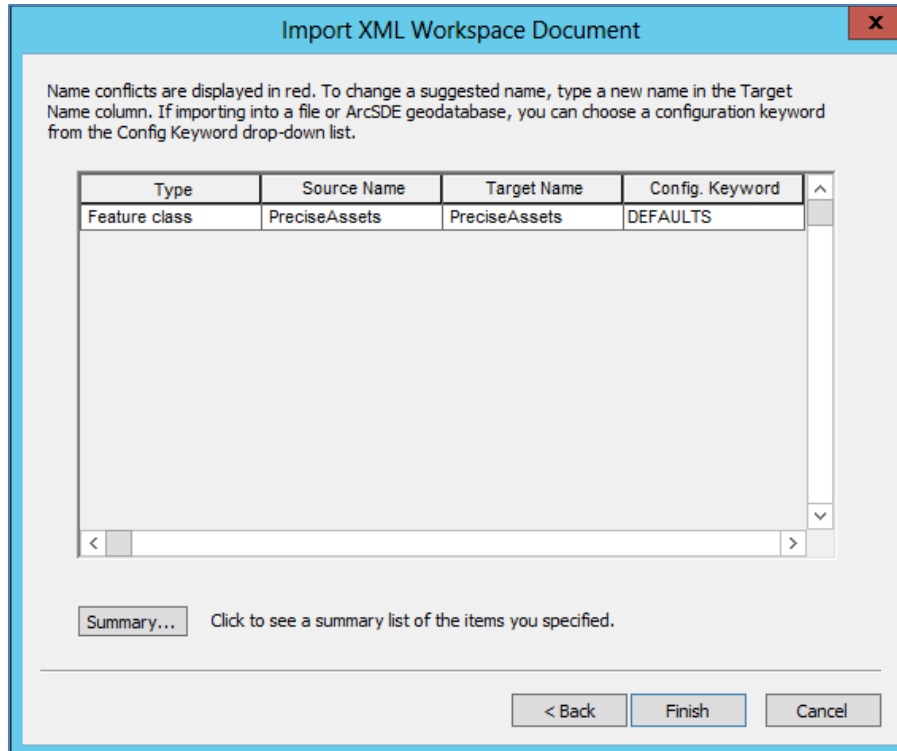 Import XML Workspace Document
x
Name conflicts are displayed in red. To change a suggested name, type a new name in the Target
Name column. If importing into a file or ArcSDE geodatabase, you can choose a configuration keyword
from the Config Keyword drop-down list.
Type Source Name Target Name Config. Keyword
Feature class PreciseAssets PreciseAssets DEFAULTS
Summary... Click to see a summary list of the items you specified.
< Back Finish Cancel